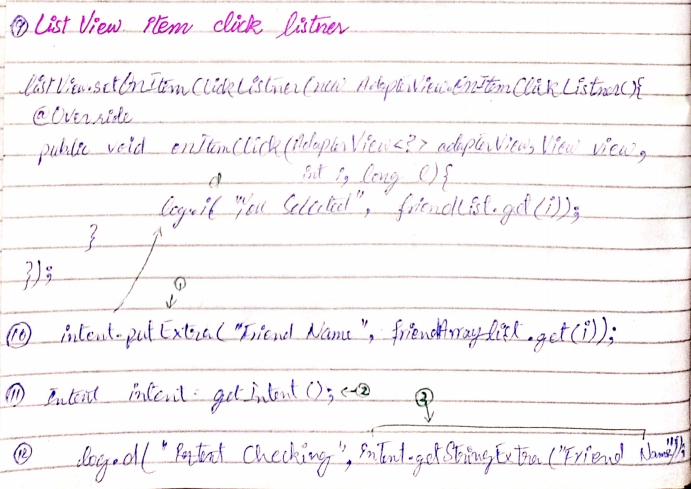 ⑨ List View item click listner
listView.setOnItemClickListner(new AdapterView.OnItemClickListner(){
@Override
public void onItemClick(AdapterView<?> adapterView, View view,
int i, long l){
d
Log.i( "You Selected", friendList.get(i));
}
});
①
⑩ intent.putExtra("Friend Name", friendArraylist.get(i));
⑪ Intent intent = getIntent(); ←②
③
⑫ Log.d( " Checking", intent.getStringExtra("Friend Name"));